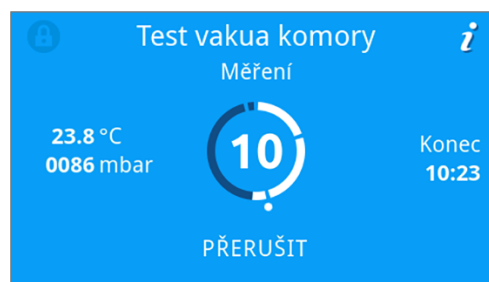 Test vakua komory
i
Měření
23.8 °C
0086 mbar
10
Konec
10:23
PŘERUŠIT